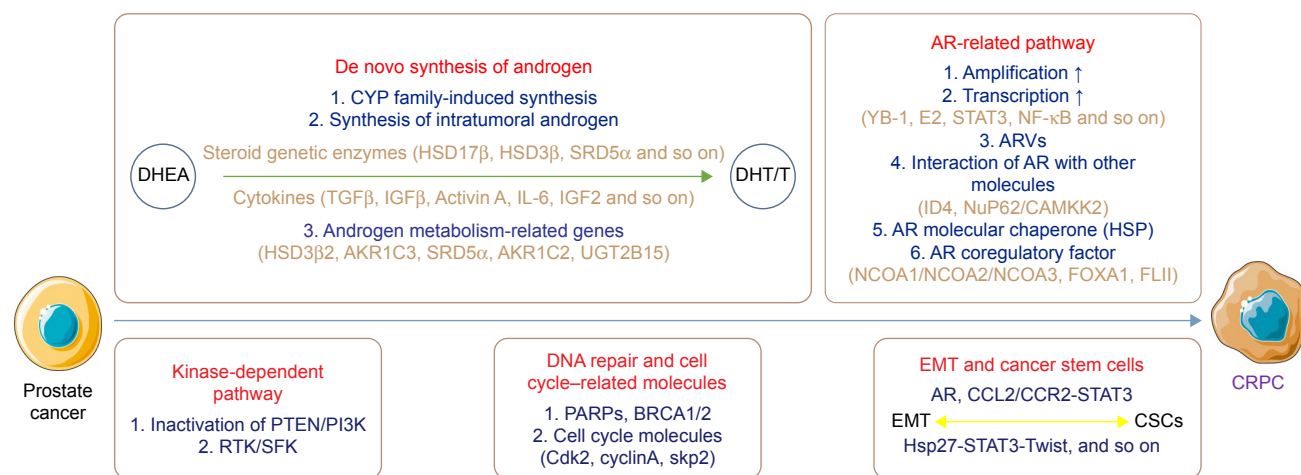 De novo synthesis of androgen
1. CYP family-induced synthesis
2. Synthesis of intratumoral androgen
Steroid genetic enzymes (HSD17β, HSD3β, SRD5α and so on)
DHEA
DHT/T
Cytokines (TGFβ, IGFβ, Activin A, IL-6, IGF2 and so on)
3. Androgen metabolism-related genes
(HSD3β2, AKR1C3, SRD5α, AKR1C2, UGT2B15)
AR-related pathway
1. Amplification ↑
2. Transcription ↑
(YB-1, E2, STAT3, NF-κB and so on)
3. ARVs
4. Interaction of AR with other
molecules
(ID4, NuP62/CAMKK2)
5. AR molecular chaperone (HSP)
6. AR coregulatory factor
(NCOA1/NCOA2/NCOA3, FOXA1, FLII)
Prostate
cancer
CRPC
Kinase-dependent
pathway
1. Inactivation of PTEN/PI3K
2. RTK/SFK
DNA repair and cell
cycle–related molecules
1. PARPs, BRCA1/2
2. Cell cycle molecules
(Cdk2, cyclinA, skp2)
EMT and cancer stem cells
AR, CCL2/CCR2-STAT3
EMT
CSCs
Hsp27-STAT3-Twist, and so on